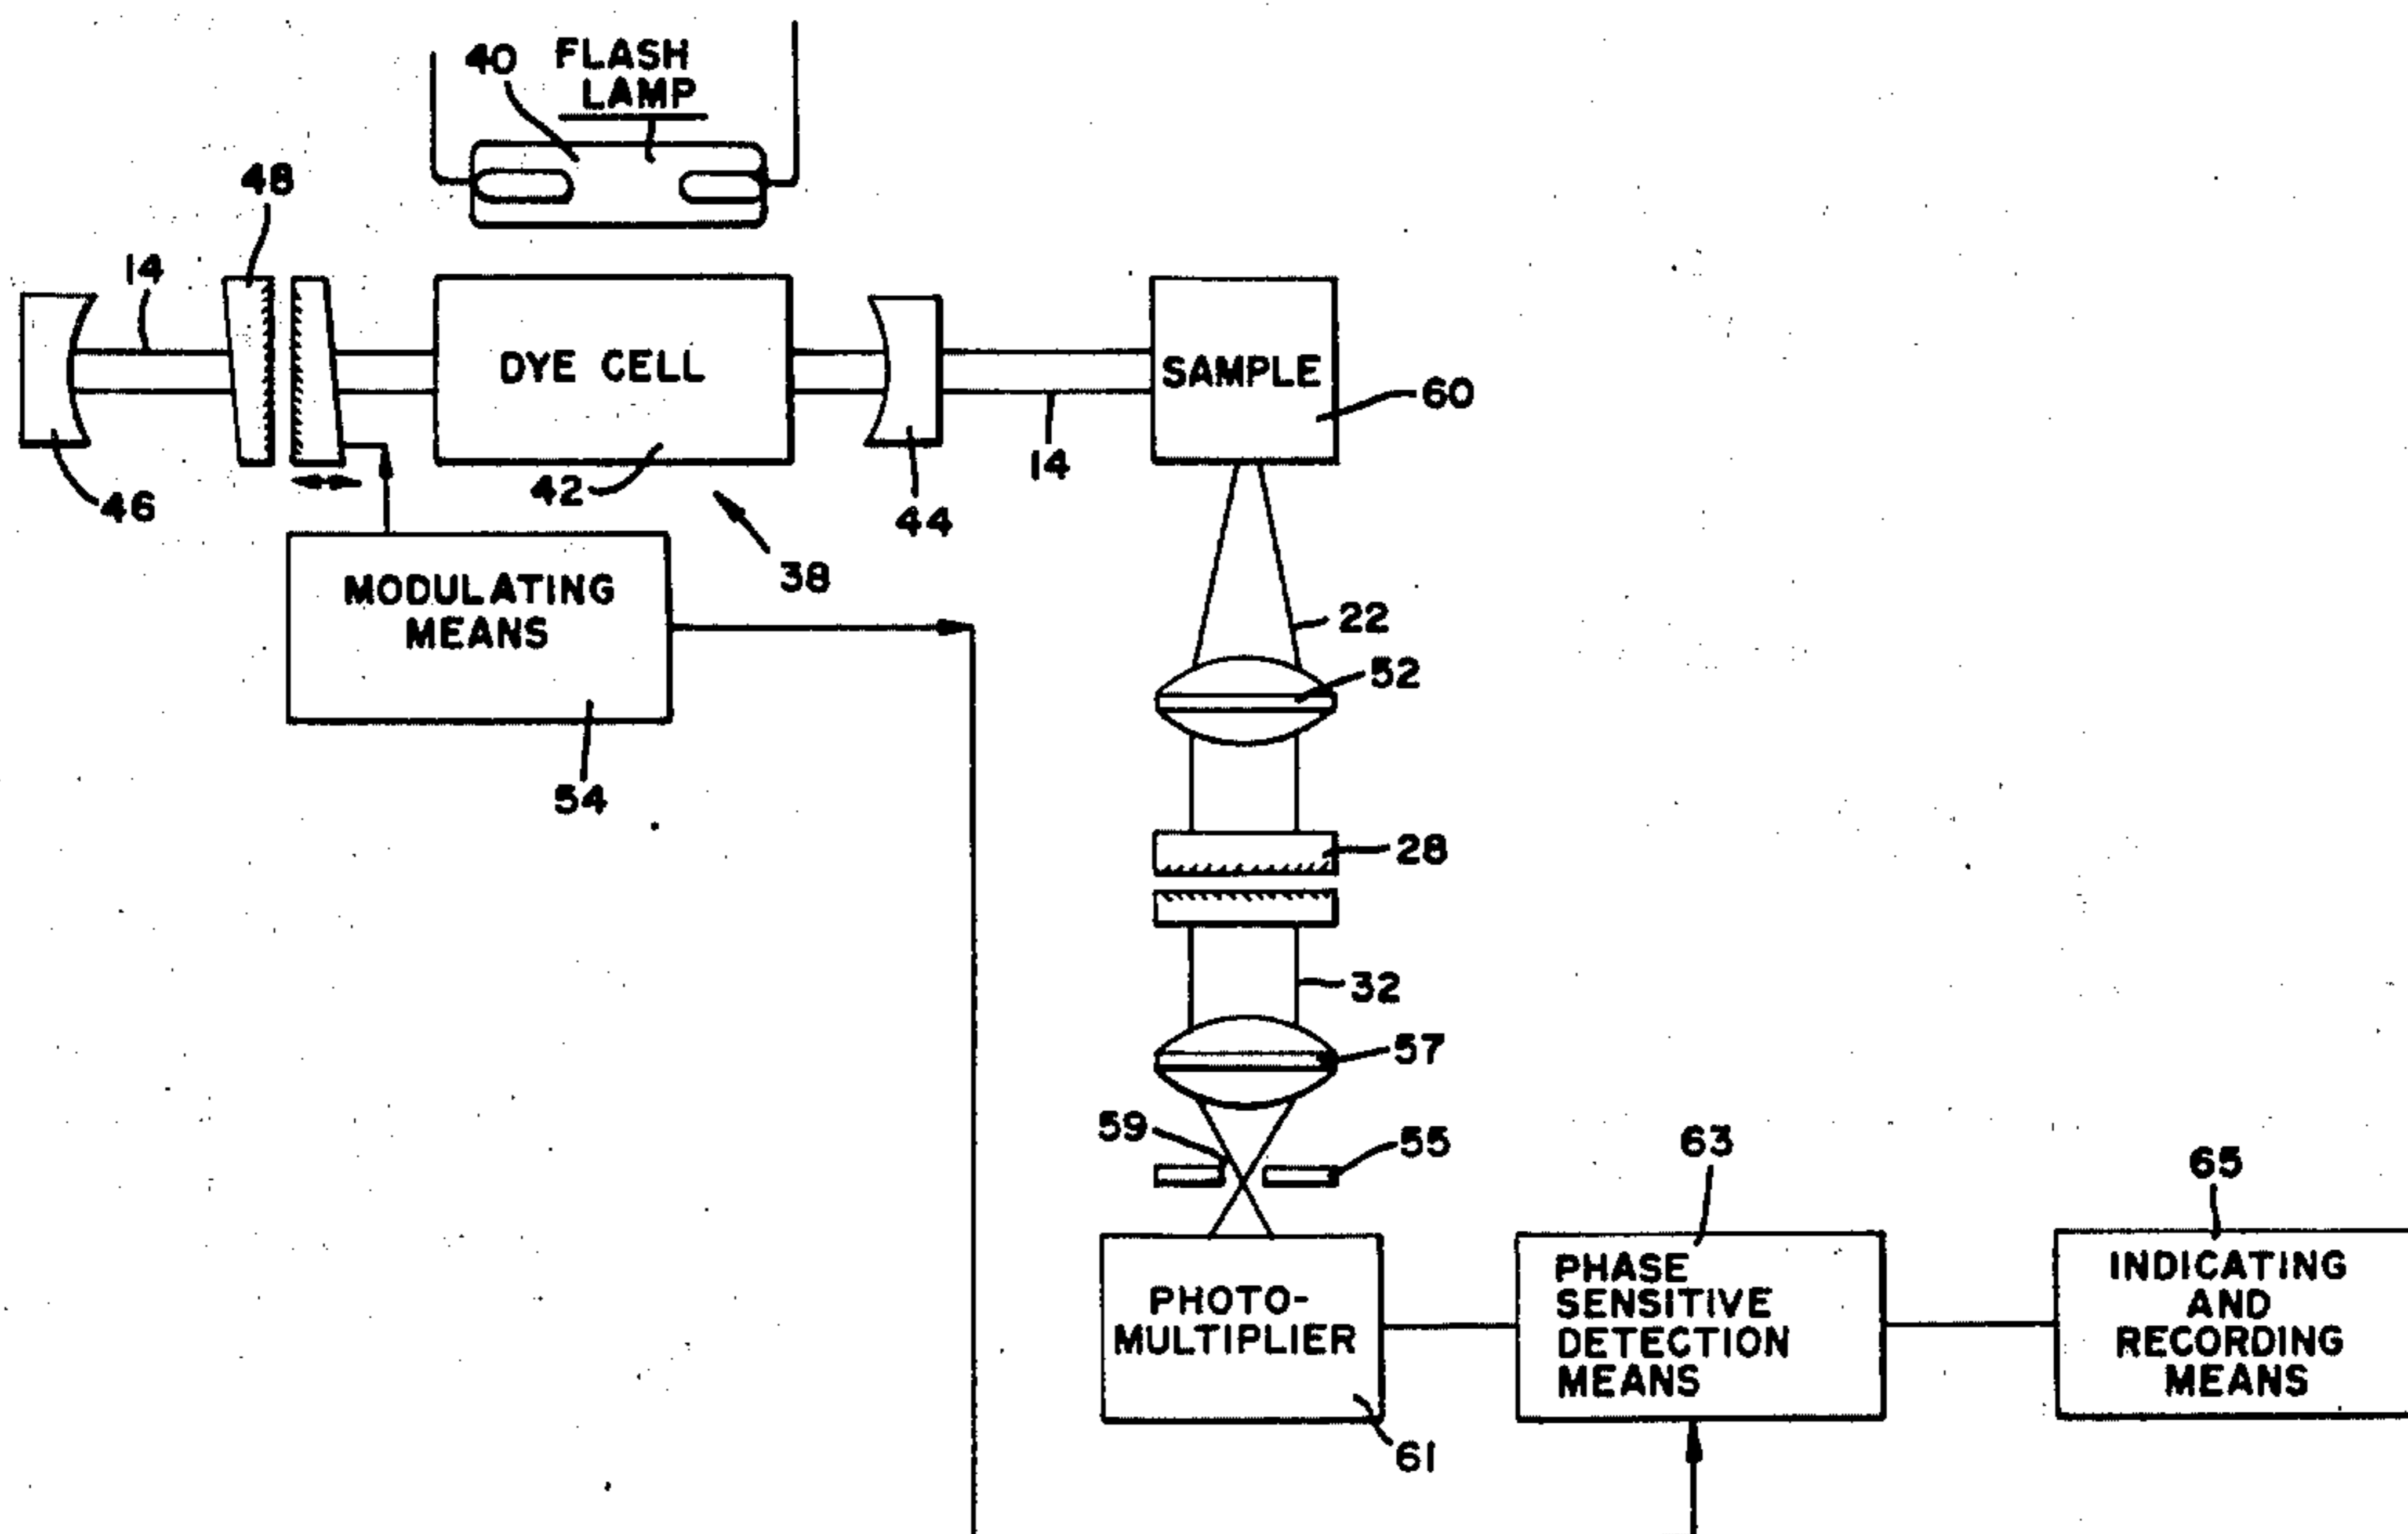 40 FLASH
LAMP
48
14
DYE CELL
SAMPLE
60
46
42
44
14
38
MODULATING
MEANS
22
52
54
28
32
57
59
55
63
65
PHOTO-
MULTIPLIER
PHASE
SENSITIVE
DETECTION
MEANS
INDICATING
AND
RECORDING
MEANS
61